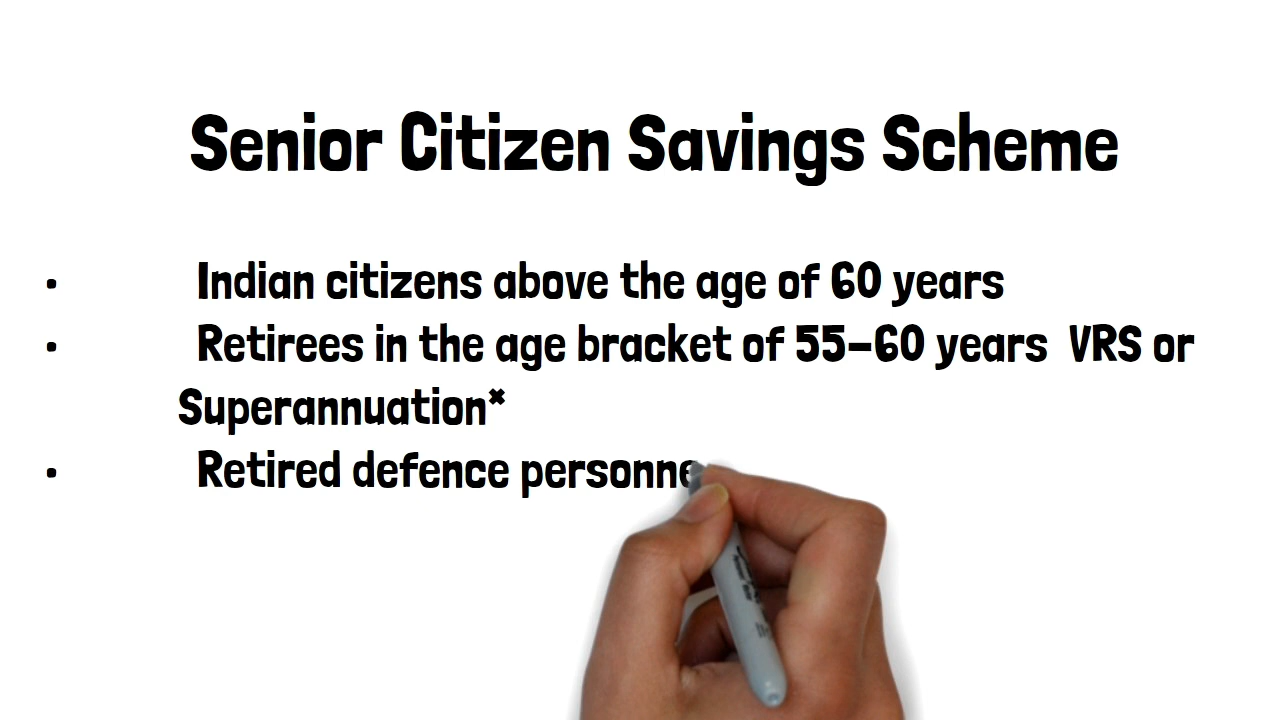 Senior Citizen Savings Scheme
· Indian citizens above the age of 60 years
· Retirees in the age bracket of 55-60 years VRS or
Superannuation*
· Retired defence personne